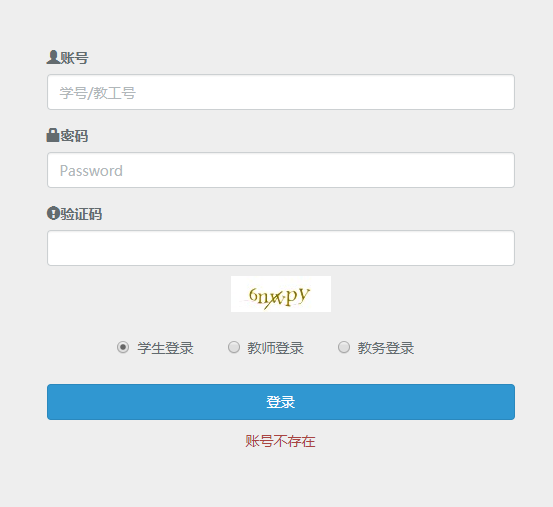 账号
学号/教工号
密码
Password
验证码
6nwpy
学生登录 教师登录 教务登录
登录
账号不存在